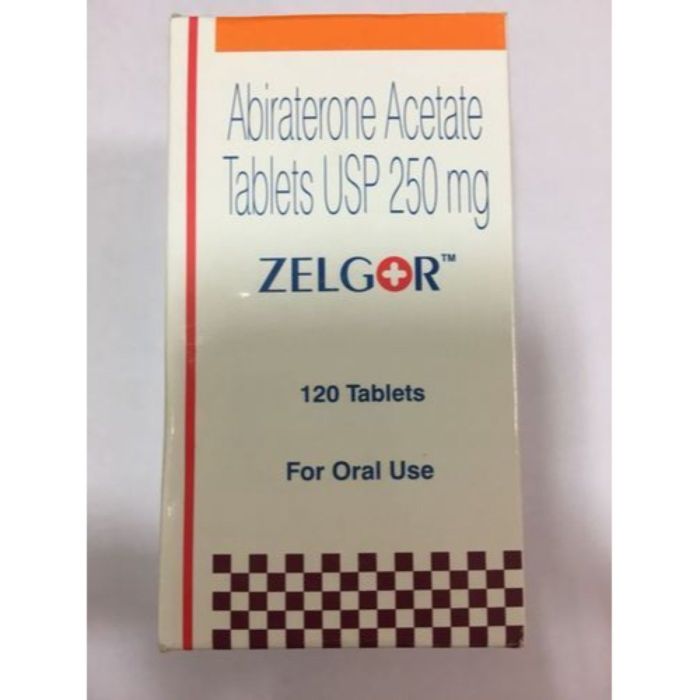 Abiraterone Acetate
Tablets USP 250 mg
ZELGOR™
120 Tablets
For Oral Use